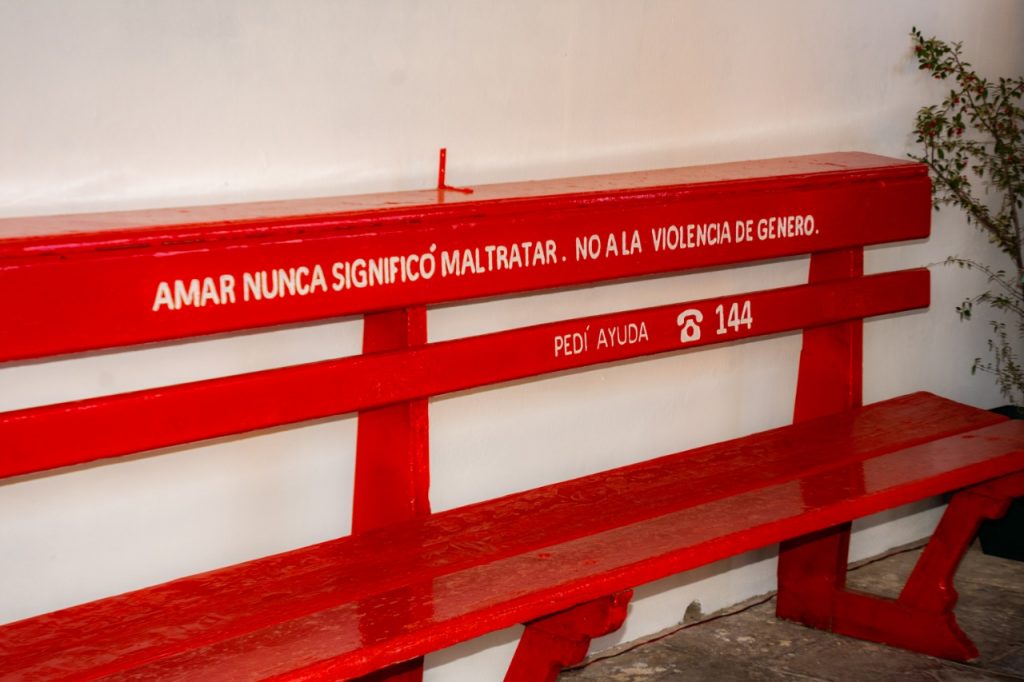 AMAR NUNCA SIGNIFICÓ MALTRATAR. NO A LA VIOLENCIA DE GENERO.
PEDÍ AYUDA ☎ 144